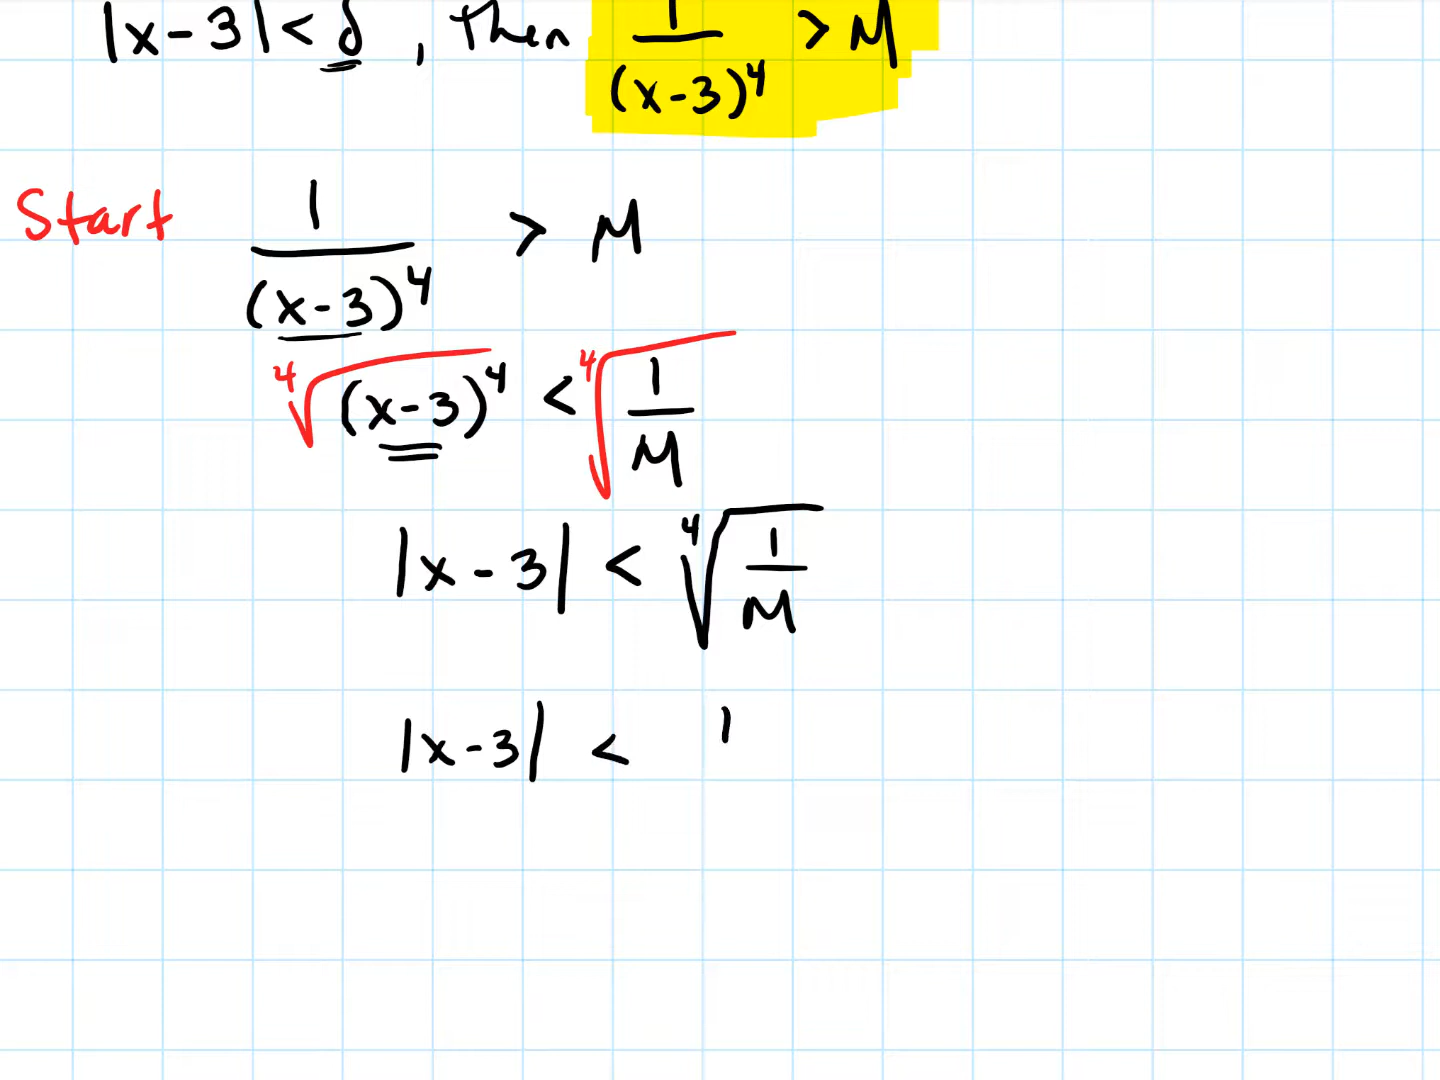 |x-3| < δ, then 1/(x-3)⁴ > M
Start 1/(x-3)⁴ > M
⁴√(x-3)⁴ < ⁴√(1/M)
|x-3| < ⁴√(1/M)
|x-3| < 1